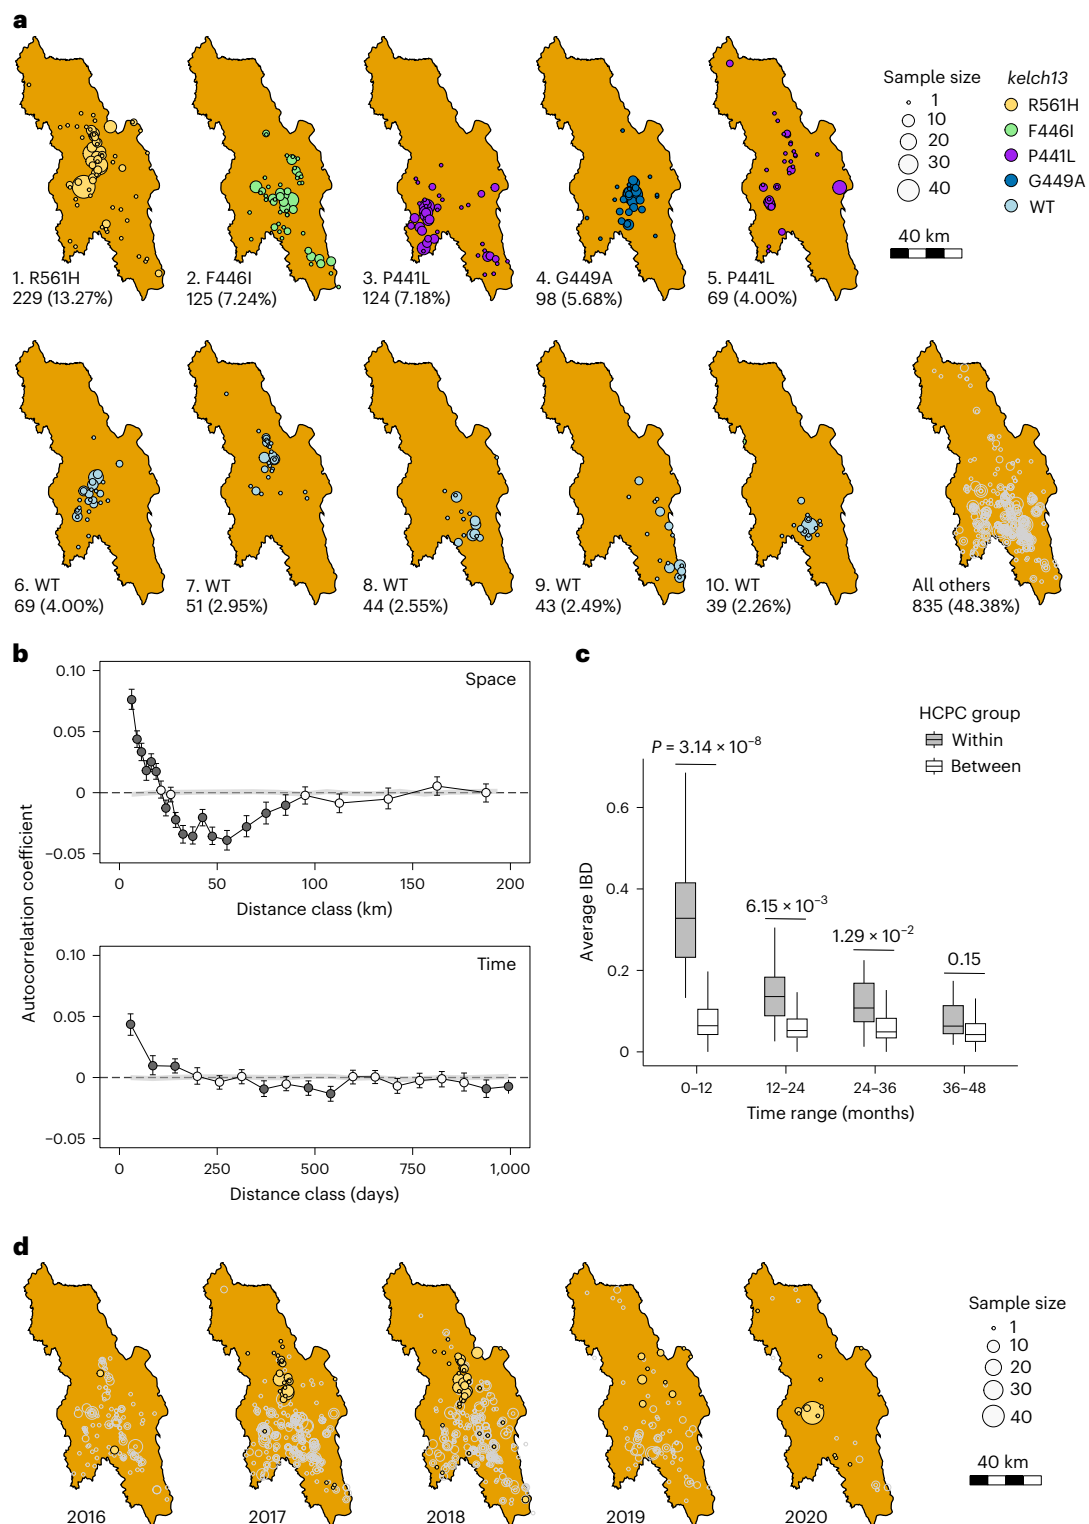 a
Sample size
1
10
20
30
40
kelch13
R561H
F446I
P441L
G449A
WT
40 km
1. R561H
229 (13.27%)
2. F446I
125 (7.24%)
3. P441L
124 (7.18%)
4. G449A
98 (5.68%)
5. P441L
69 (4.00%)
6. WT
69 (4.00%)
7. WT
51 (2.95%)
8. WT
44 (2.55%)
9. WT
43 (2.49%)
10. WT
39 (2.26%)
All others
835 (48.38%)
b
Autocorrelation coefficient
Space
0.10
0.05
0
−0.05
0 50 100 150 200
Distance class (km)
Time
0.10
0.05
0
−0.05
0 250 500 750 1,000
Distance class (days)
c
HCPC group
Within
Between
P = 3.14 × 10⁻⁸
6.15 × 10⁻³
1.29 × 10⁻²
0.15
Average IBD
0.6
0.4
0.2
0
0–12 12–24 24–36 36–48
Time range (months)
d
2016
2017
2018
2019
2020
Sample size
1
10
20
30
40
40 km